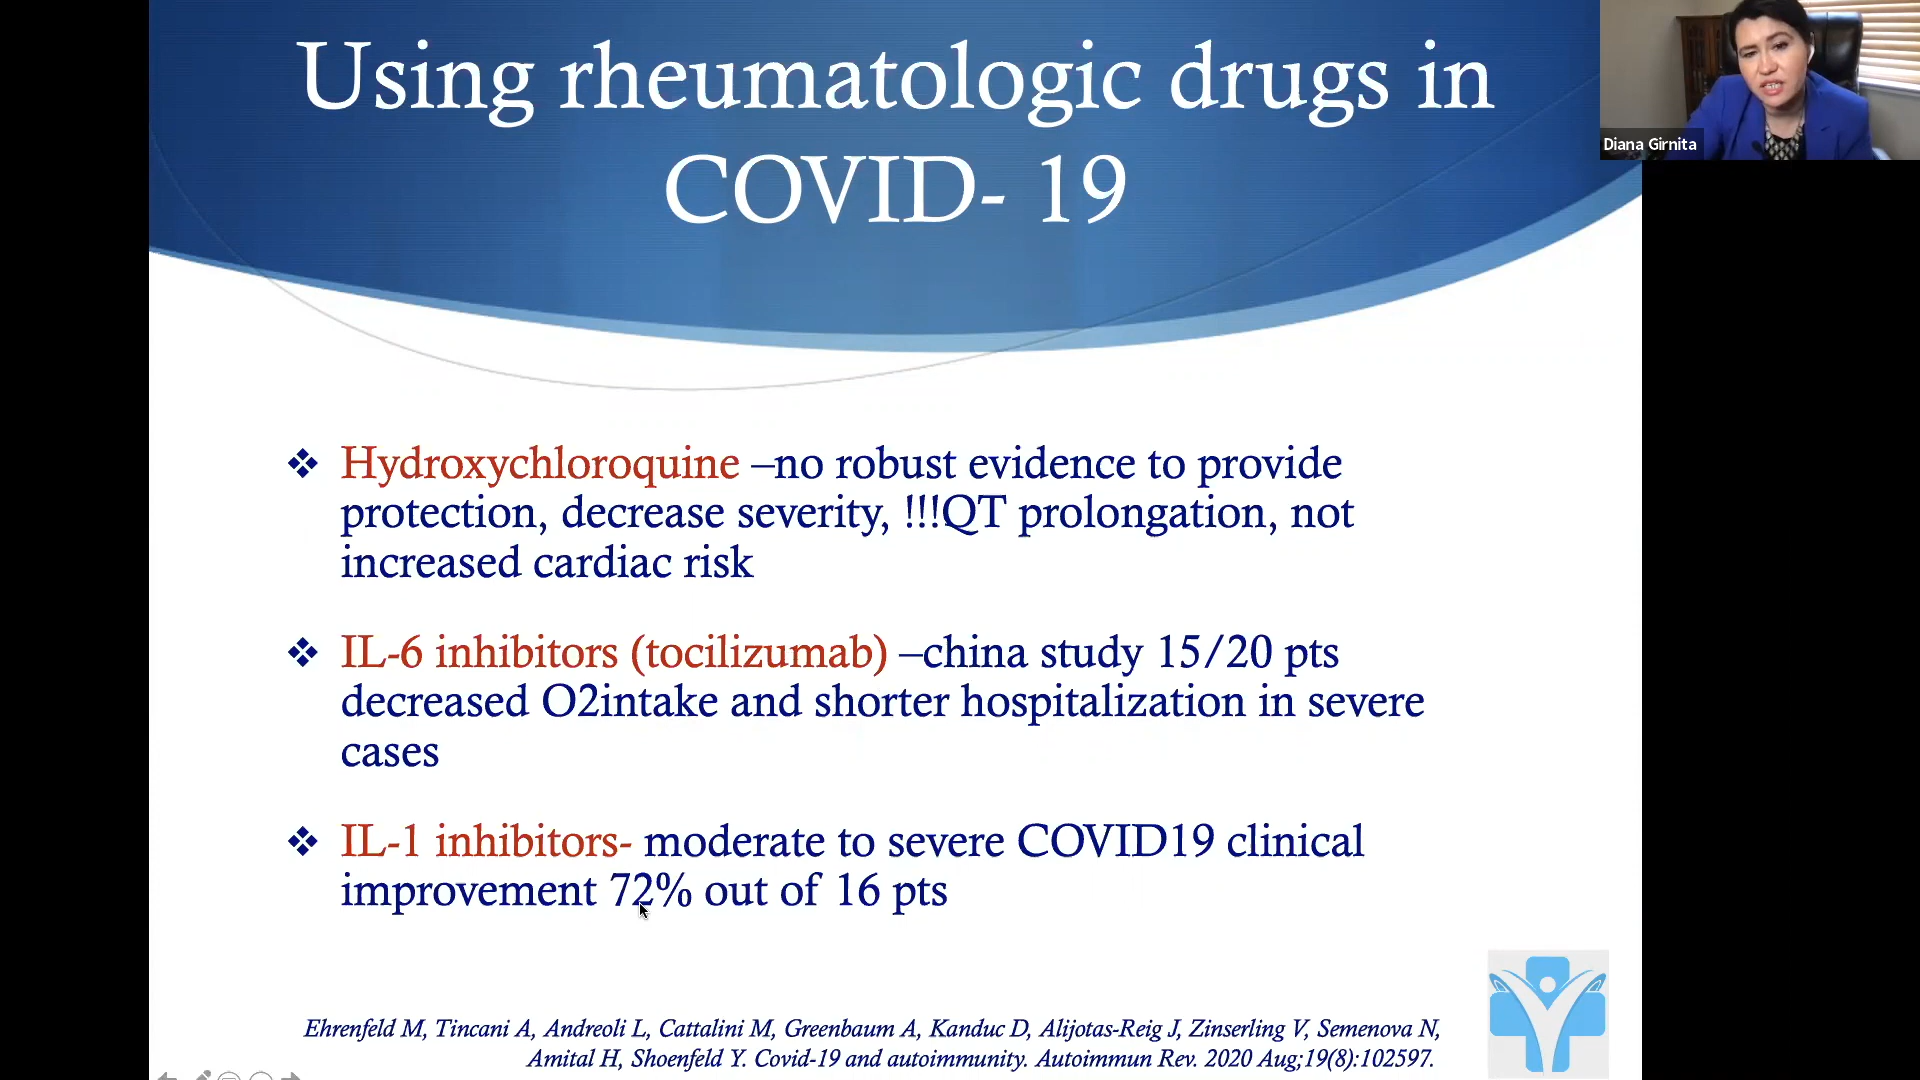 Using rheumatologic drugs in
COVID- 19
Diana Girnita
❖ Hydroxychloroquine –no robust evidence to provide
protection, decrease severity, !!!QT prolongation, not
increased cardiac risk
❖ IL-6 inhibitors (tocilizumab) –china study 15/20 pts
decreased O2intake and shorter hospitalization in severe
cases
❖ IL-1 inhibitors- moderate to severe COVID19 clinical
improvement 72% out of 16 pts
Ehrenfeld M, Tincani A, Andreoli L, Cattalini M, Greenbaum A, Kanduc D, Alijotas-Reig J, Zinserling V, Semenova N,
Amital H, Shoenfeld Y. Covid-19 and autoimmunity. Autoimmun Rev. 2020 Aug;19(8):102597.